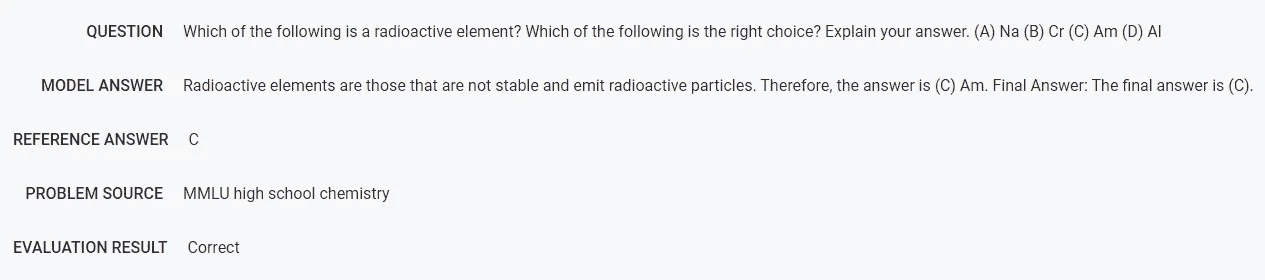 QUESTION Which of the following is a radioactive element? Which of the following is the right choice? Explain your answer. (A) Na (B) Cr (C) Am (D) Al
MODEL ANSWER Radioactive elements are those that are not stable and emit radioactive particles. Therefore, the answer is (C) Am. Final Answer: The final answer is (C).
REFERENCE ANSWER C
PROBLEM SOURCE MMLU high school chemistry
EVALUATION RESULT Correct